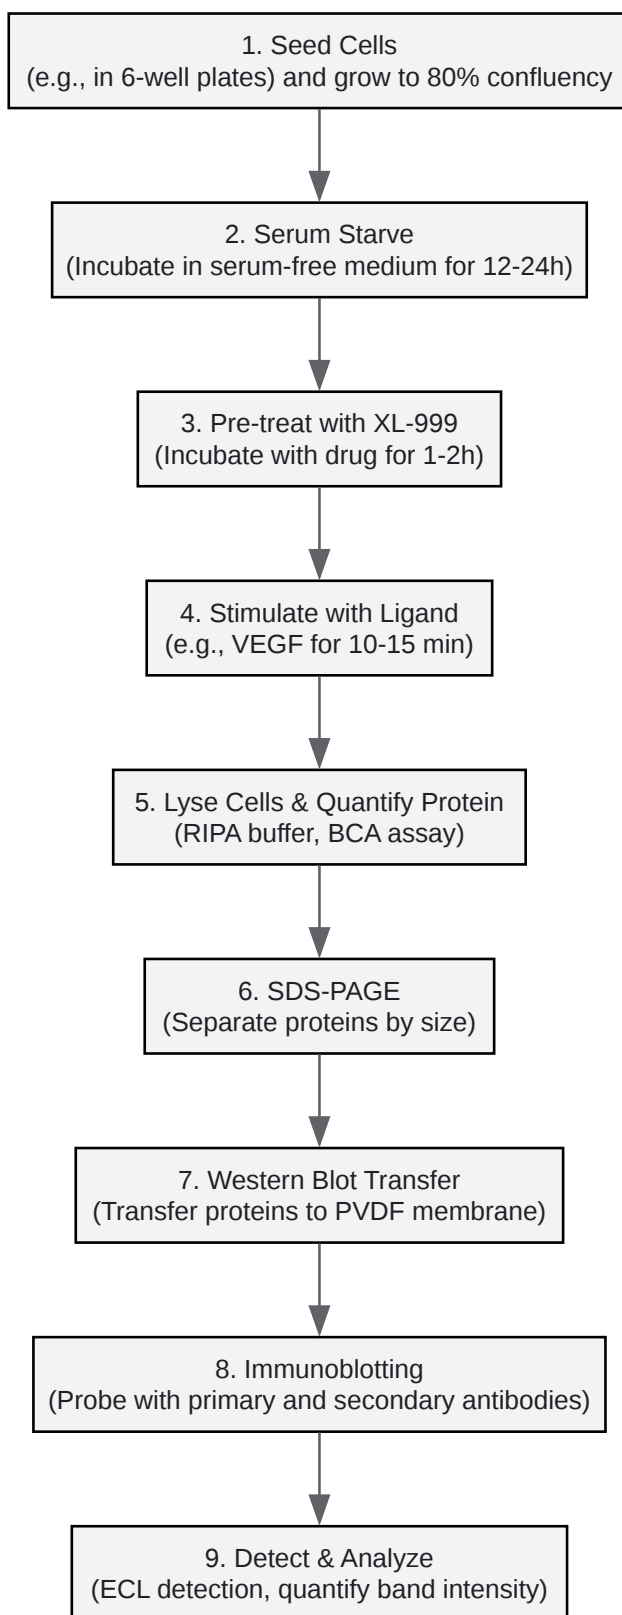 1. Seed Cells
(e.g., in 6-well plates) and grow to 80% confluency
2. Serum Starve
(Incubate in serum-free medium for 12-24h)
3. Pre-treat with XL-999
(Incubate with drug for 1-2h)
4. Stimulate with Ligand
(e.g., VEGF for 10-15 min)
5. Lyse Cells & Quantify Protein
(RIPA buffer, BCA assay)
6. SDS-PAGE
(Separate proteins by size)
7. Western Blot Transfer
(Transfer proteins to PVDF membrane)
8. Immunoblotting
(Probe with primary and secondary antibodies)
9. Detect & Analyze
(ECL detection, quantify band intensity)